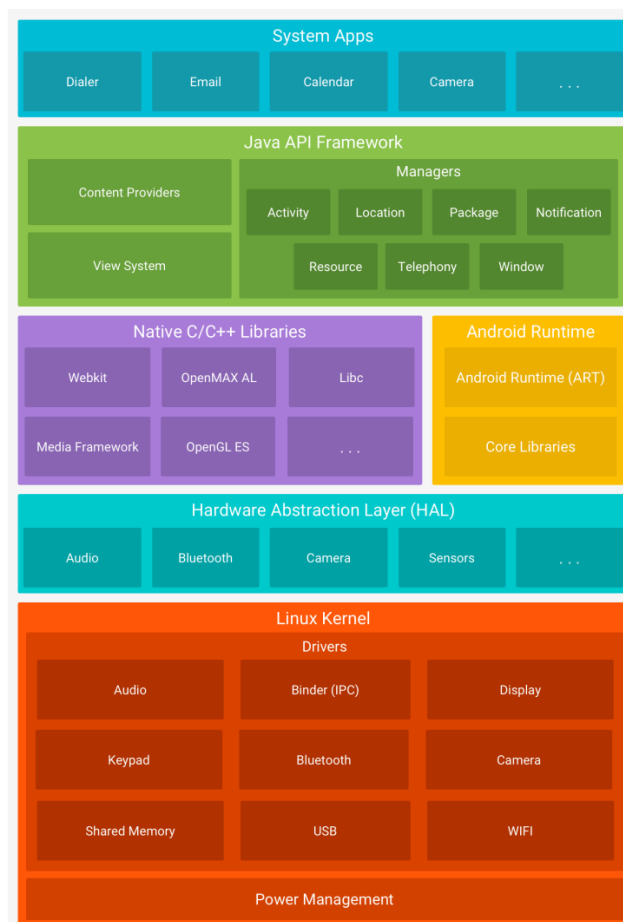 System Apps
Dialer
Email
Calendar
Camera
. . .
Java API Framework
Content Providers
View System
Managers
Activity
Location
Package
Notification
Resource
Telephony
Window
Native C/C++ Libraries
Webkit
OpenMAX AL
Libc
Media Framework
OpenGL ES
. . .
Android Runtime
Android Runtime (ART)
Core Libraries
Hardware Abstraction Layer (HAL)
Audio
Bluetooth
Camera
Sensors
. . .
Linux Kernel
Drivers
Audio
Binder (IPC)
Display
Keypad
Bluetooth
Camera
Shared Memory
USB
WIFI
Power Management